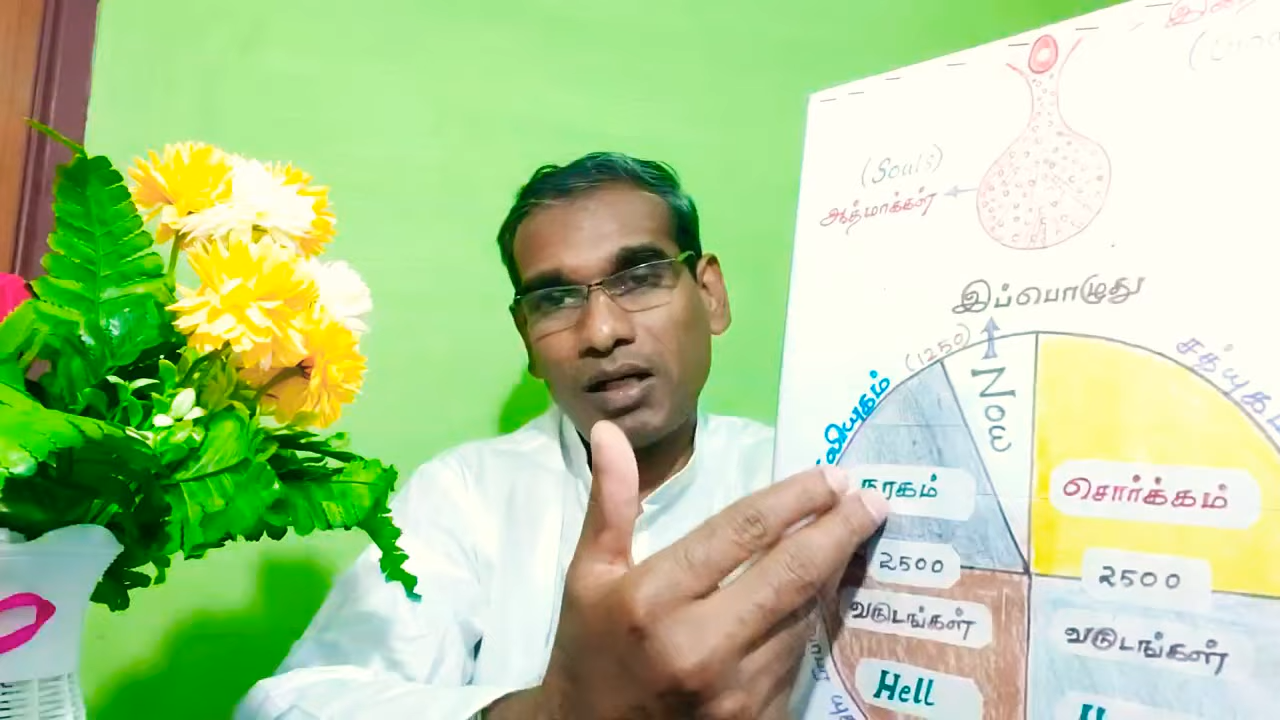 (Souls)
ஆத்மாக்கள்
இப்பொழுது
(1250)
Now
நரகம்
சொர்க்கம்
2500
2500
வருடங்கள்
வருடங்கள்
Hell